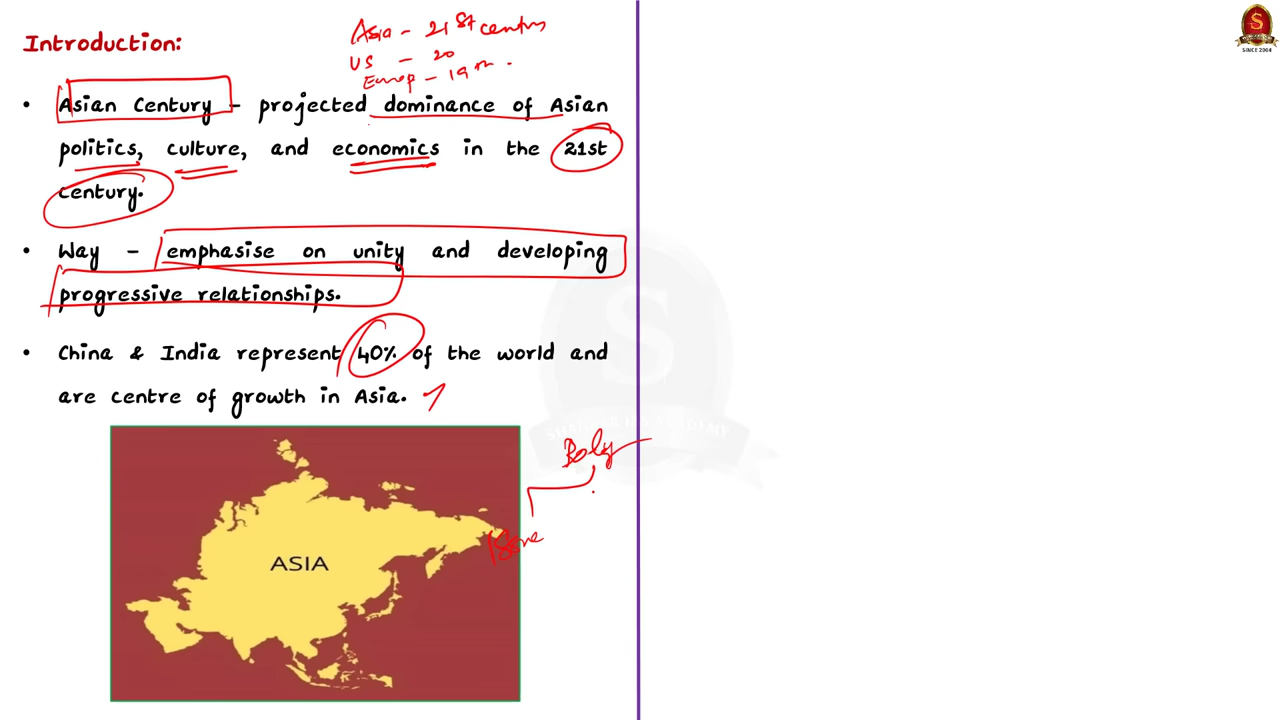 Introduction:
Asia - 21st century
US - 20
Europ - 19th.
• Asian Century - projected dominance of Asian
politics, culture, and economics in the 21st
century.
• Way - emphasise on unity and developing
progressive relationships.
• China & India represent 40% of the world and
are centre of growth in Asia.
ASIA
Body
S
SINCE 2004